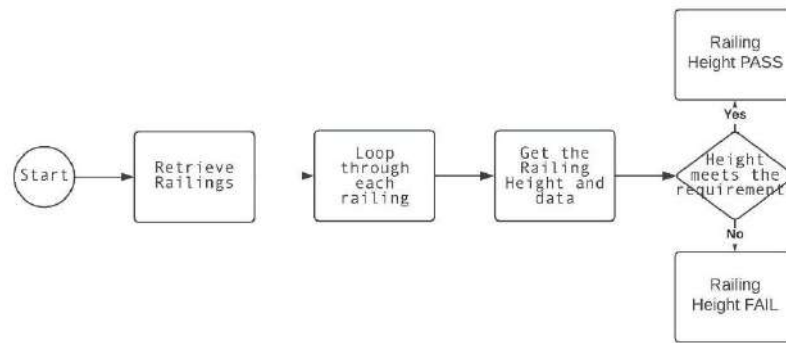 Start
Retrieve
Railings
Loop
through
each
railing
Get the
Railing
Height and
data
Height
meets the
requirement
Yes
Railing
Height PASS
No
Railing
Height FAIL